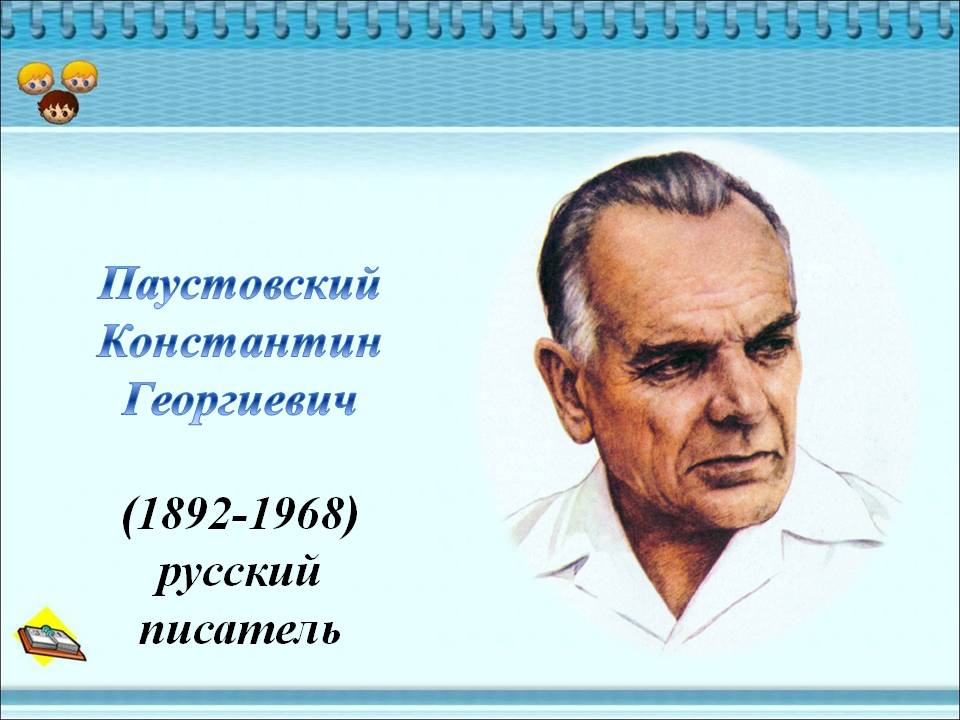 Паустовский
Константин
Георгиевич
(1892-1968)
русский
писатель